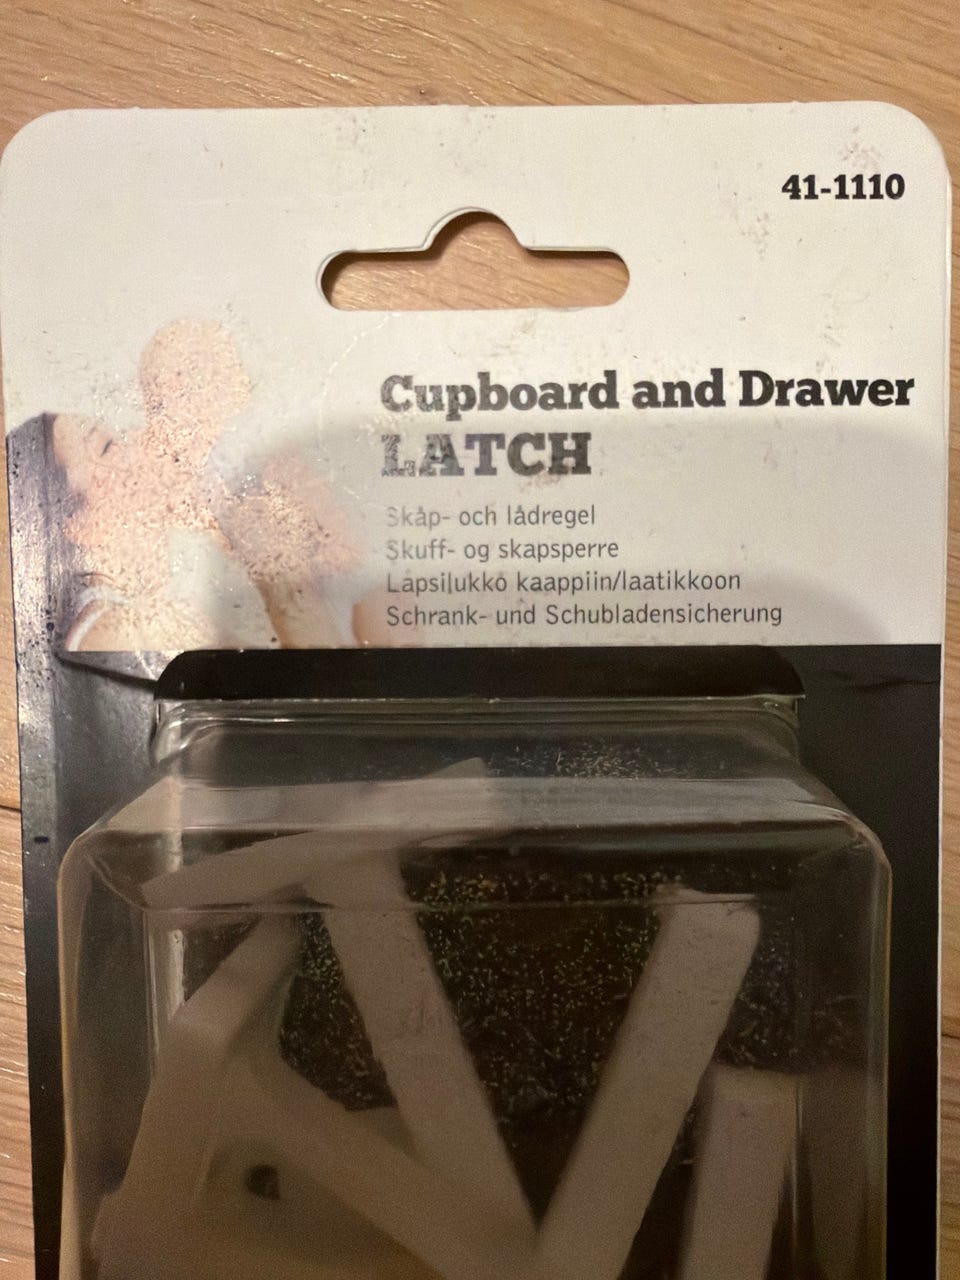 41-1110
Cupboard and Drawer
LATCH
Skåp- och lådregel
Skuff- og skapsperre
Lapsilukko kaappiin/laatikkoon
Schrank- und Schubladensicherung